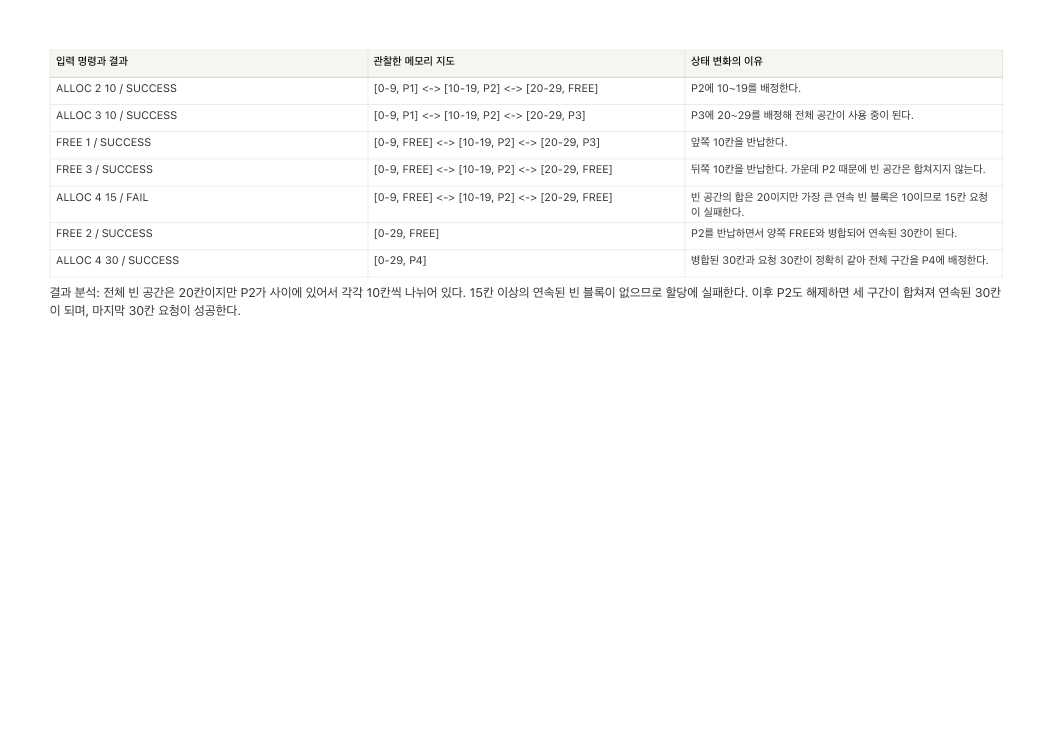 입력 명령과 결과 관찰한 메모리 지도 상태 변화의 이유
ALLOC 2 10 / SUCCESS [0-9, P1] <-> [10-19, P2] <-> [20-29, FREE] P2에 10~19를 배정한다.
ALLOC 3 10 / SUCCESS [0-9, P1] <-> [10-19, P2] <-> [20-29, P3] P3에 20~29를 배정해 전체 공간이 사용 중이 된다.
FREE 1 / SUCCESS [0-9, FREE] <-> [10-19, P2] <-> [20-29, P3] 앞쪽 10칸을 반납한다.
FREE 3 / SUCCESS [0-9, FREE] <-> [10-19, P2] <-> [20-29, FREE] 뒤쪽 10칸을 반납한다. 가운데 P2 때문에 빈 공간은 합쳐지지 않는다.
ALLOC 4 15 / FAIL [0-9, FREE] <-> [10-19, P2] <-> [20-29, FREE] 빈 공간의 합은 20이지만 가장 큰 연속 빈 블록은 10이므로 15칸 요청
이 실패한다.
FREE 2 / SUCCESS [0-29, FREE] P2를 반납하면서 양쪽 FREE와 병합되어 연속된 30칸이 된다.
ALLOC 4 30 / SUCCESS [0-29, P4] 병합된 30칸과 요청 30칸이 정확히 같아 전체 구간을 P4에 배정한다.
결과 분석: 전체 빈 공간은 20칸이지만 P2가 사이에 있어서 각각 10칸씩 나뉘어 있다. 15칸 이상의 연속된 빈 블록이 없으므로 할당에 실패한다. 이후 P2도 해제하면 세 구간이 합쳐져 연속된 30칸
이 되며, 마지막 30칸 요청이 성공한다.